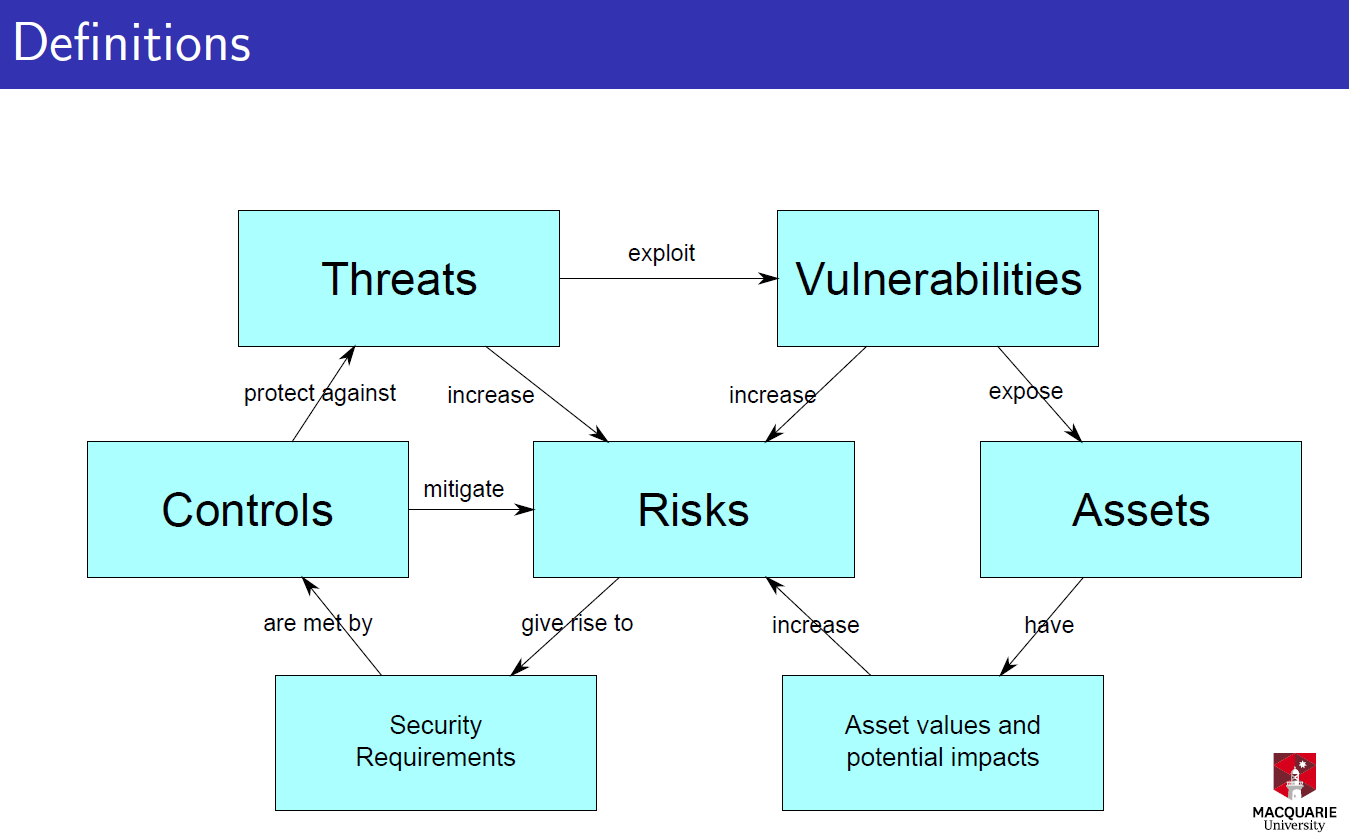 Definitions
exploit
Threats
Vulnerabilities
protect against
increase
increase
expose
mitigate
Controls
Risks
Assets
are met by
give rise to
increase
have
Security
Requirements
Asset values and
potential impacts
MACQUARIE
University